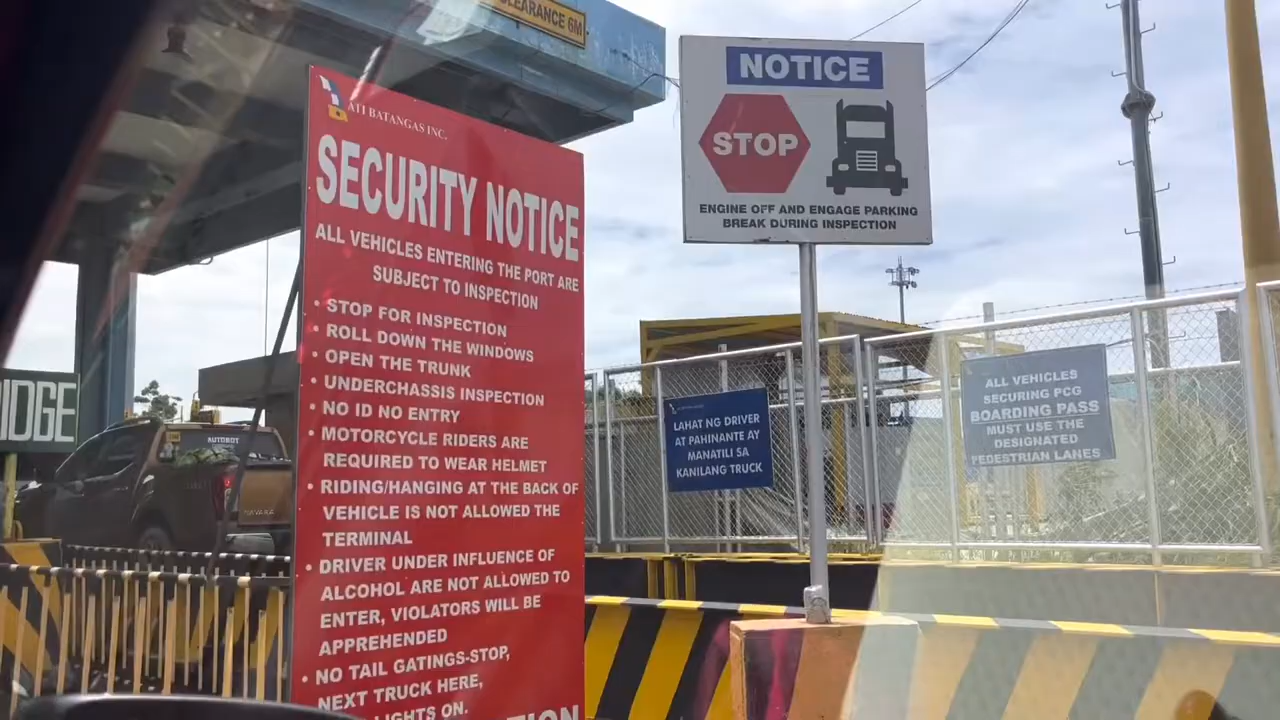 CLEARANCE 6M
ATI BATANGAS INC.
SECURITY NOTICE
ALL VEHICLES ENTERING THE PORT ARE
SUBJECT TO INSPECTION
• STOP FOR INSPECTION
• ROLL DOWN THE WINDOWS
• OPEN THE TRUNK
• UNDERCHASSIS INSPECTION
• NO ID NO ENTRY
• MOTORCYCLE RIDERS ARE
REQUIRED TO WEAR HELMET
• RIDING/HANGING AT THE BACK OF
VEHICLE IS NOT ALLOWED THE
TERMINAL
• DRIVER UNDER INFLUENCE OF
ALCOHOL ARE NOT ALLOWED TO
ENTER, VIOLATORS WILL BE
APPREHENDED
• NO TAIL GATINGS-STOP,
NEXT TRUCK HERE,
LIGHTS ON.
NOTICE
STOP
ENGINE OFF AND ENGAGE PARKING
BREAK DURING INSPECTION
LAHAT NG DRIVER
AT PAHINANTE AY
MANATILI SA
KANILANG TRUCK
ALL VEHICLES
SECURING PCG
BOARDING PASS
MUST USE THE
DESIGNATED
PEDESTRIAN LANES
IDGE
AUTOBOT